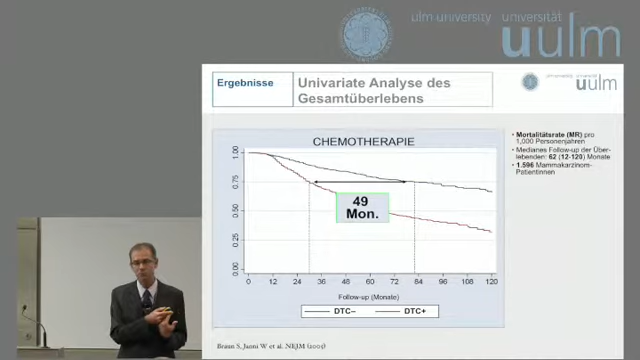 ulm university universität
uulm
Ergebnisse
Univariate Analyse des
Gesamtüberlebens
uulm
CHEMOTHERAPIE
1.00
0.75
0.50
0.25
0.00
49
Mon.
0 12 24 36 48 60 72 84 96 108 120
Follow-up (Monate)
DTC− DTC+
• Mortalitätsrate (MR) pro
1,000 Personenjahren
• Medianes Follow-up der Über-
lebenden: 62 (12-120) Monate
• 1.596 Mammakarzinom-
Patientinnen
Braun S, Janni W et al. NEJM (2005)